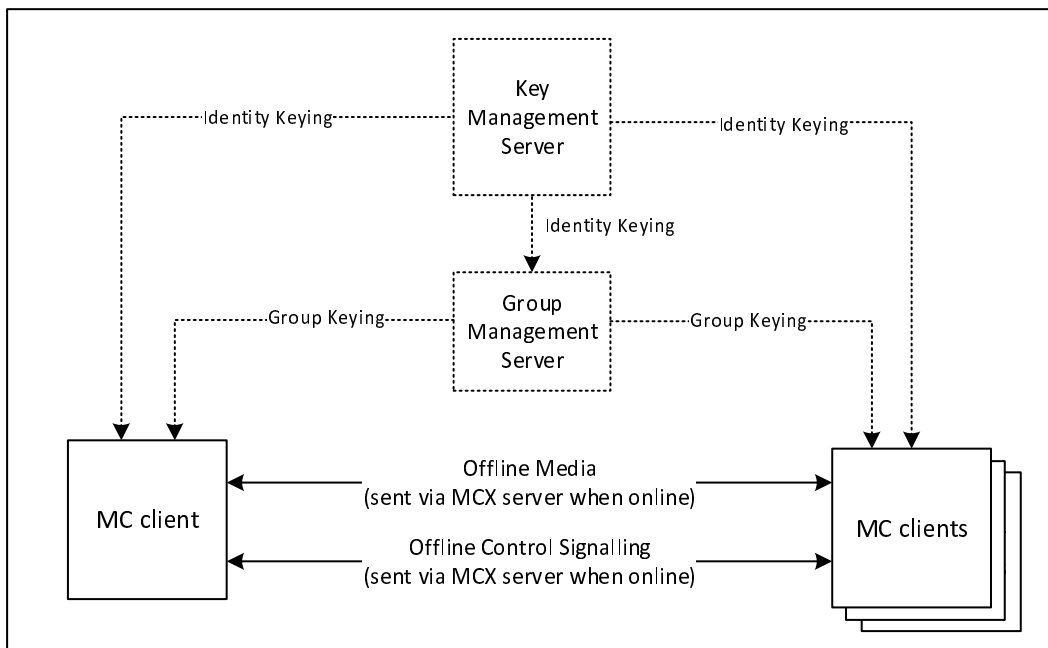 Key
Management
Server
Identity Keying
Identity Keying
Identity Keying
Group
Management
Server
Group Keying
Group Keying
MC client
Offline Media
(sent via MCX server when online)
Offline Control Signalling
(sent via MCX server when online)
MC clients